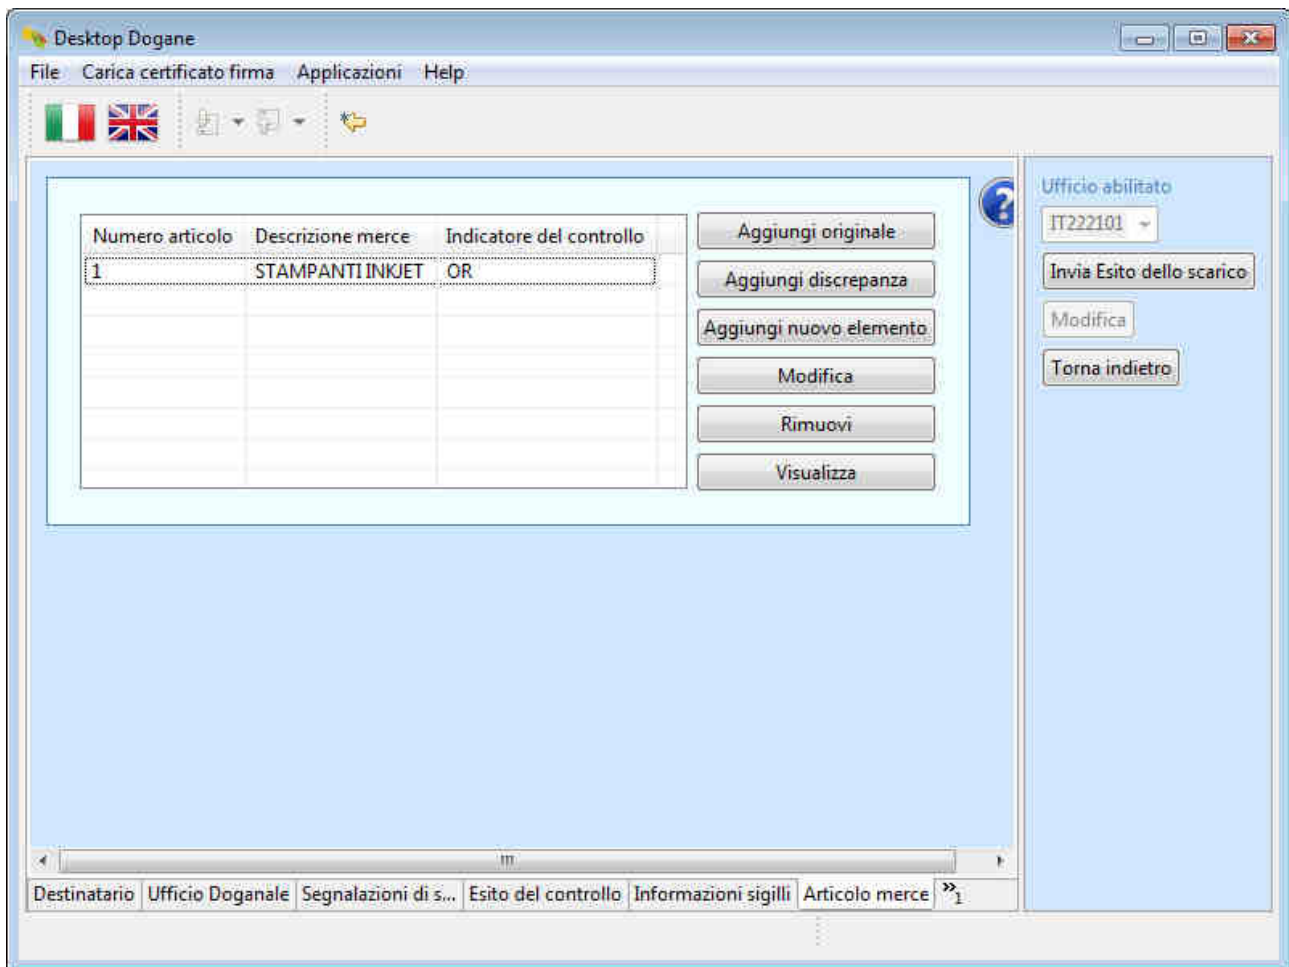 Desktop Dogane
File Carica certificato firma Applicazioni Help
Numero articolo Descrizione merce Indicatore del controllo
1 STAMPANTI INKJET OR
Aggiungi originale
Aggiungi discrepanza
Aggiungi nuovo elemento
Modifica
Rimuovi
Visualizza
Ufficio abilitato
IT222101
Invia Esito dello scarico
Modifica
Torna indietro
Destinatario Ufficio Doganale Segnalazioni di s... Esito del controllo Informazioni sigilli Articolo merce »1